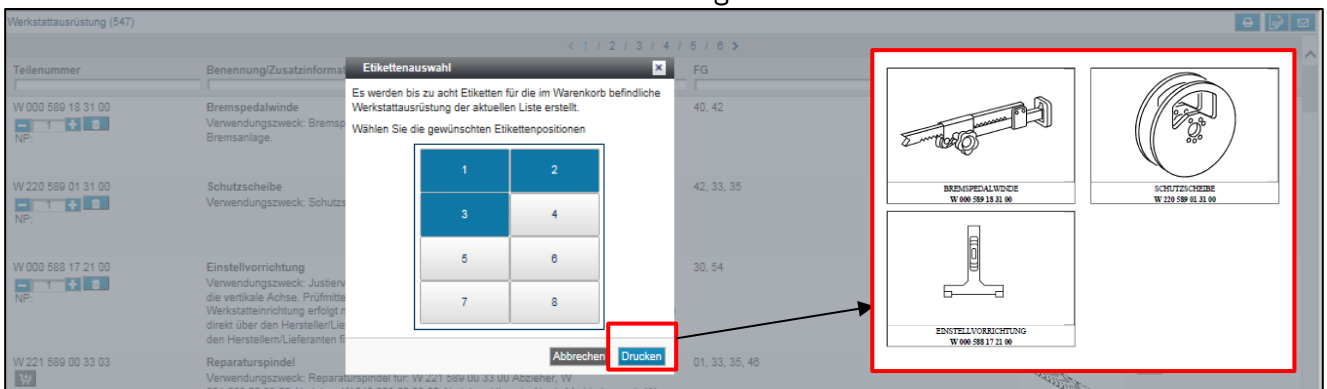 Werkstattausrüstung (547)
< 1 / 2 / 3 / 4 / 5 / 6 >
Teilenummer
Benennung/Zusatzinformat
FG
W 000 589 18 31 00
1
NP:
Bremspedalwinde
Verwendungszweck: Bremsp
Bremsanlage.
40, 42
W 220 589 01 31 00
1
NP:
Schutzscheibe
Verwendungszweck: Schutzs
42, 33, 35
W 000 588 17 21 00
1
NP:
Einstellvorrichtung
Verwendungszweck: Justierv
die vertikale Achse. Prüfmitte
Werkstatteinrichtung erfolgt
direkt über den Hersteller/Lie
den Herstellern/Lieferanten
30, 54
W 221 589 00 33 03
Reparaturspindel
Verwendungszweck: Reparaturspindel für: W 221 589 00 33 00 Abzieher, W
01, 33, 35, 46
Etikettenauswahl
Es werden bis zu acht Etiketten für die im Warenkorb befindliche
Werkstattausrüstung der aktuellen Liste erstellt.
Wählen Sie die gewünschten Etikettenpositionen
1 2
3 4
5 6
7 8
Abbrechen Drucken
BREMSPEDALWINDE
W 000 589 18 31 00
SCHUTZSCHEIBE
W 220 589 01 31 00
EINSTELLVORRICHTUNG
W 000 588 17 21 00